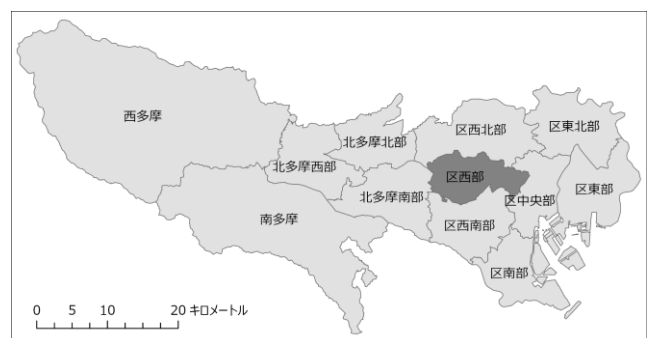 西多摩
北多摩北部
区西北部
区東北部
北多摩西部
区西部
区東部
北多摩南部
区中央部
南多摩
区西南部
区南部
0 5 10 20 キロメートル